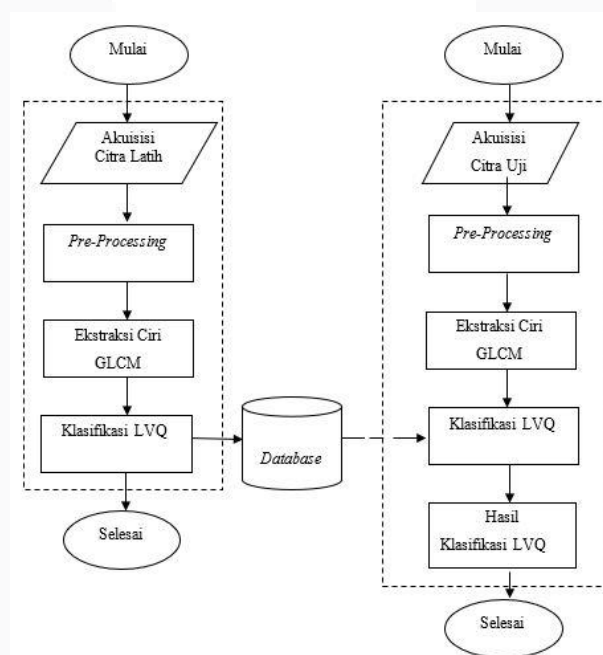 Mulai
Akuisisi
Citra Latih
Pre-Processing
Ekstraksi Ciri
GLCM
Klasifikasi LVQ
Selesai
Database
Mulai
Akuisisi
Citra Uji
Pre-Processing
Ekstraksi Ciri
GLCM
Klasifikasi LVQ
Hasil
Klasifikasi LVQ
Selesai